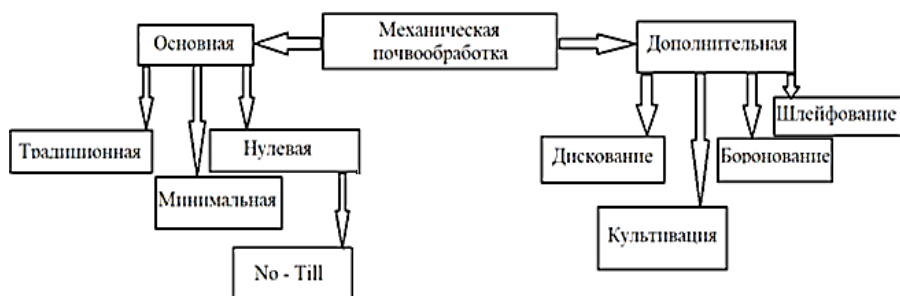 Механическая
почвообработка
Основная
Дополнительная
Традиционная
Минимальная
Нулевая
No - Till
Дискование
Культивация
Боронование
Шлейфование